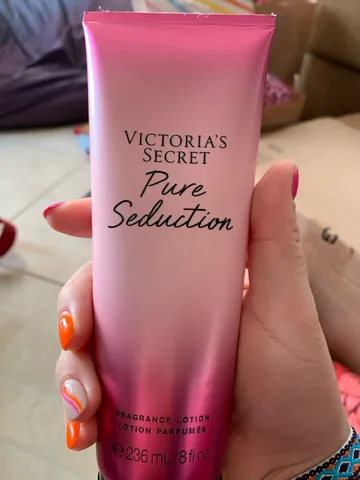 VICTORIA'S
SECRET
Pure
Seduction
FRAGRANCE LOTION
LOTION PARFUMÉE
℮ 236 mL/8 fl oz